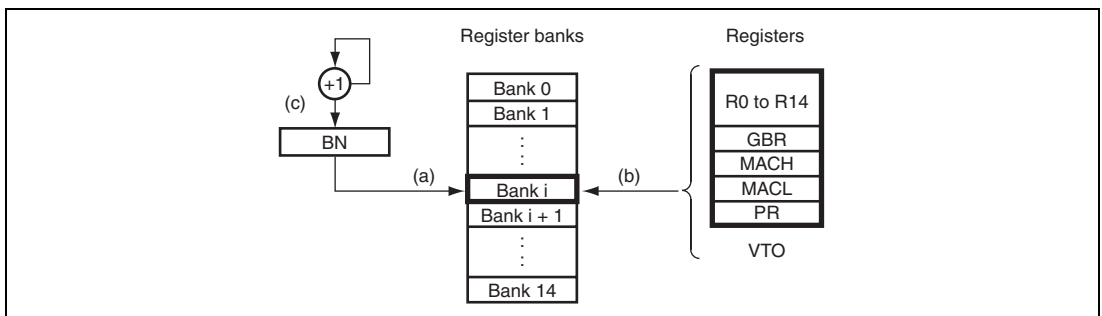 Register banks
Registers
+1
(c)
BN
(a)
Bank 0
Bank 1
:
:
Bank i
Bank i + 1
:
:
Bank 14
(b)
R0 to R14
GBR
MACH
MACL
PR
VTO